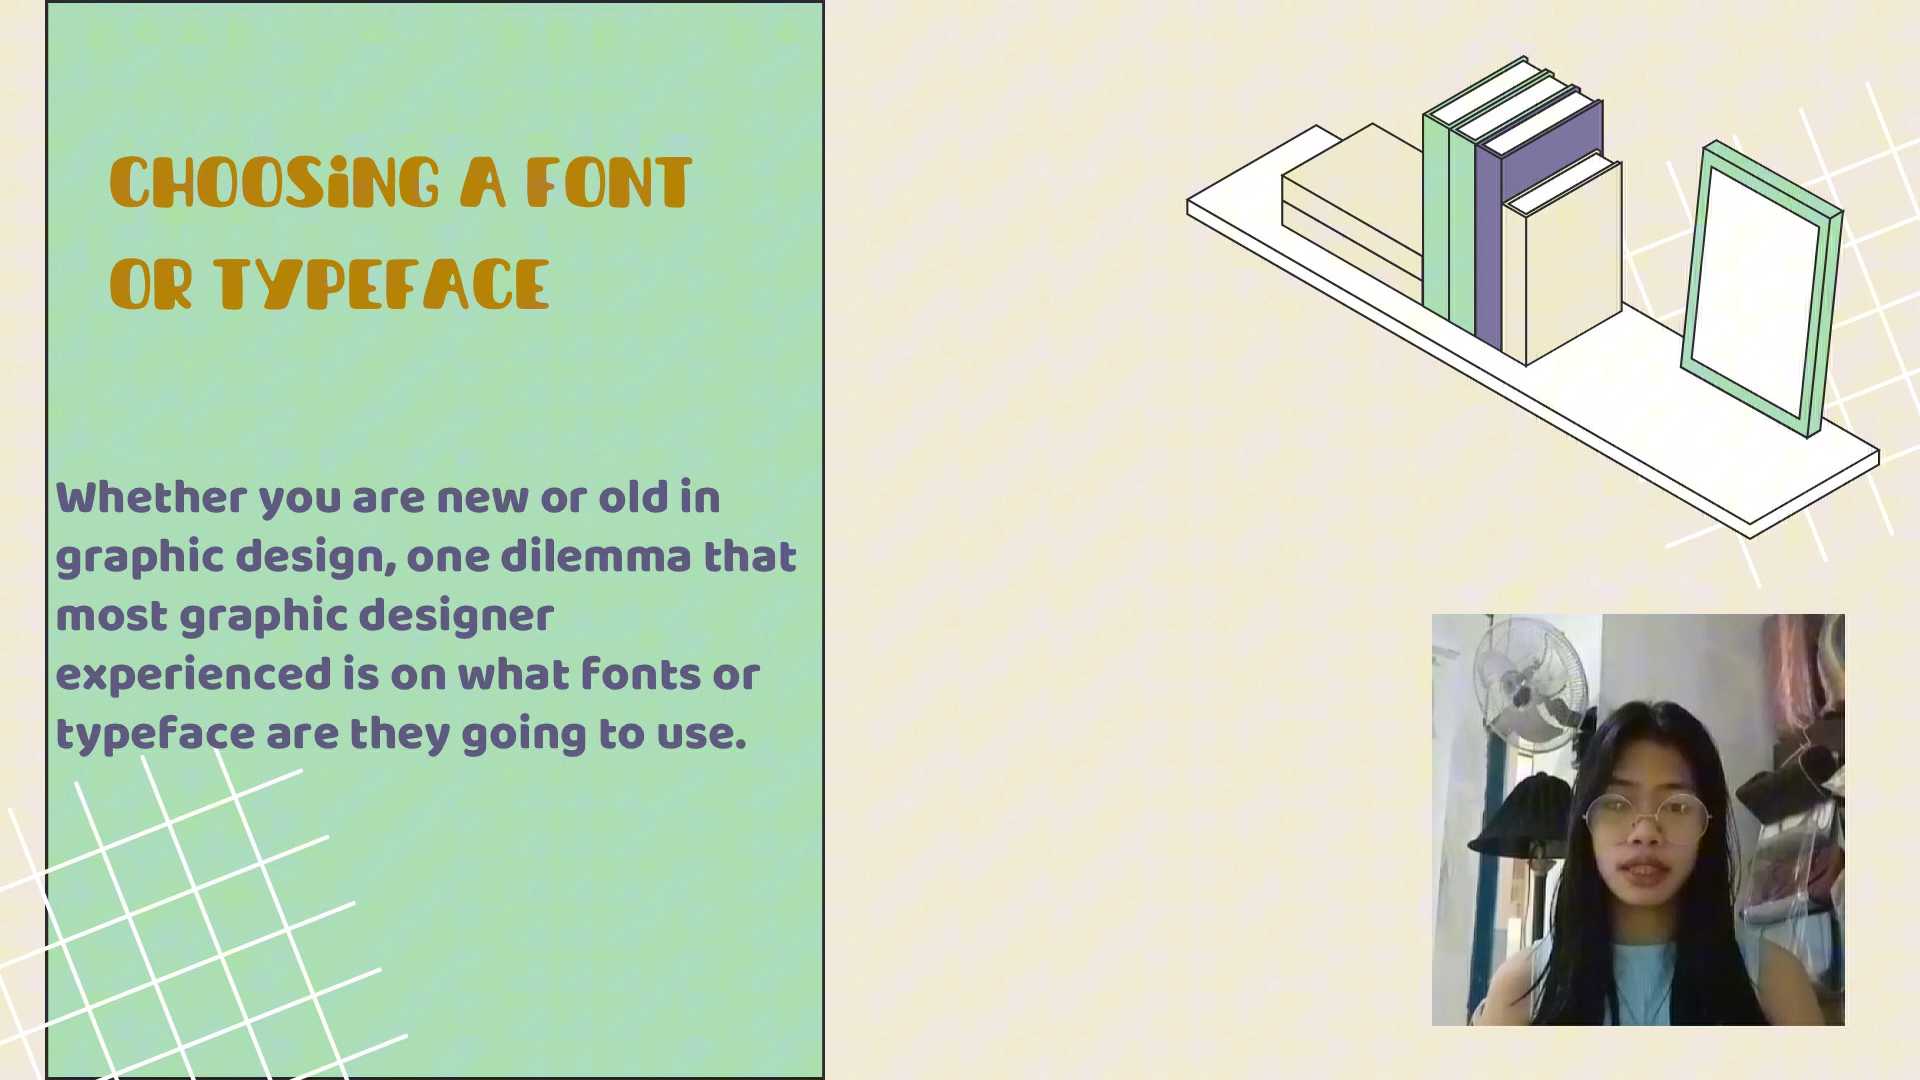 CHOOSiNG A FONT
OR TYPEFACE
Whether you are new or old in
graphic design, one dilemma that
most graphic designer
experienced is on what fonts or
typeface are they going to use.